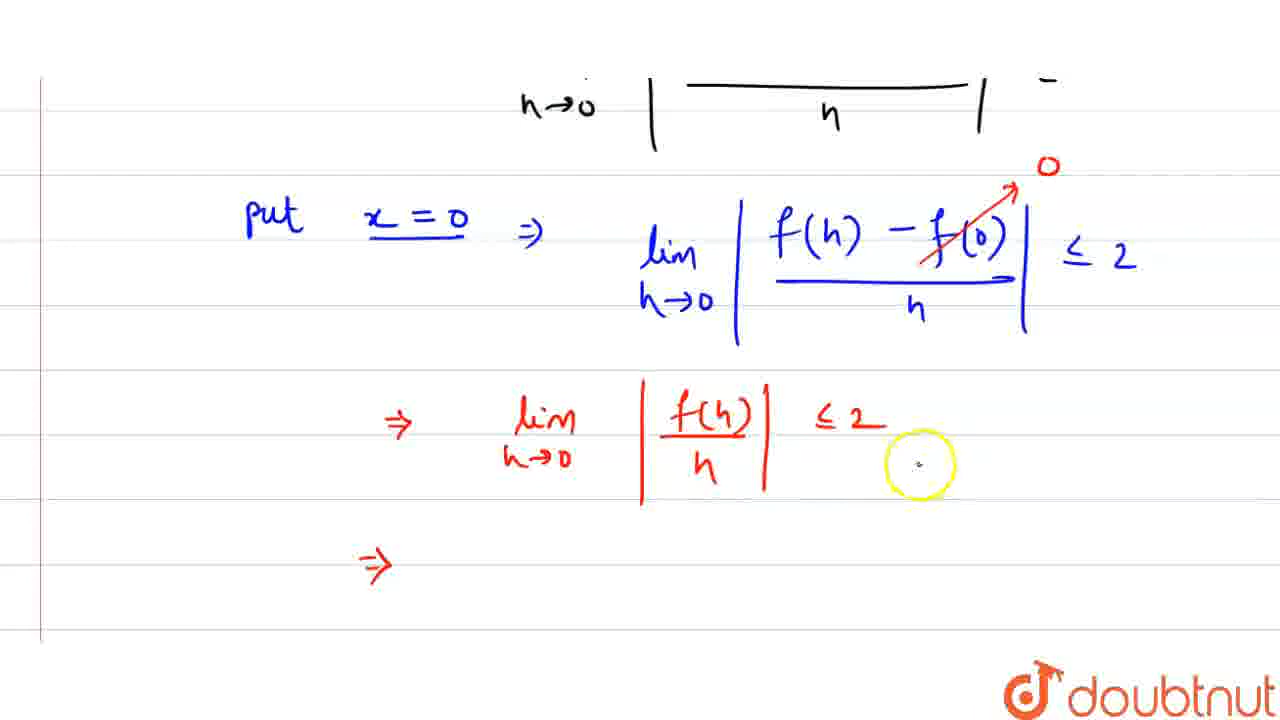 h→0 | ─── / h |
put x = 0 ⇒ lim h→0 | f(h) - f(0) / h | ≤ 2
0
⇒ lim h→0 | f(h) / h | ≤ 2
⇒
doubtnut